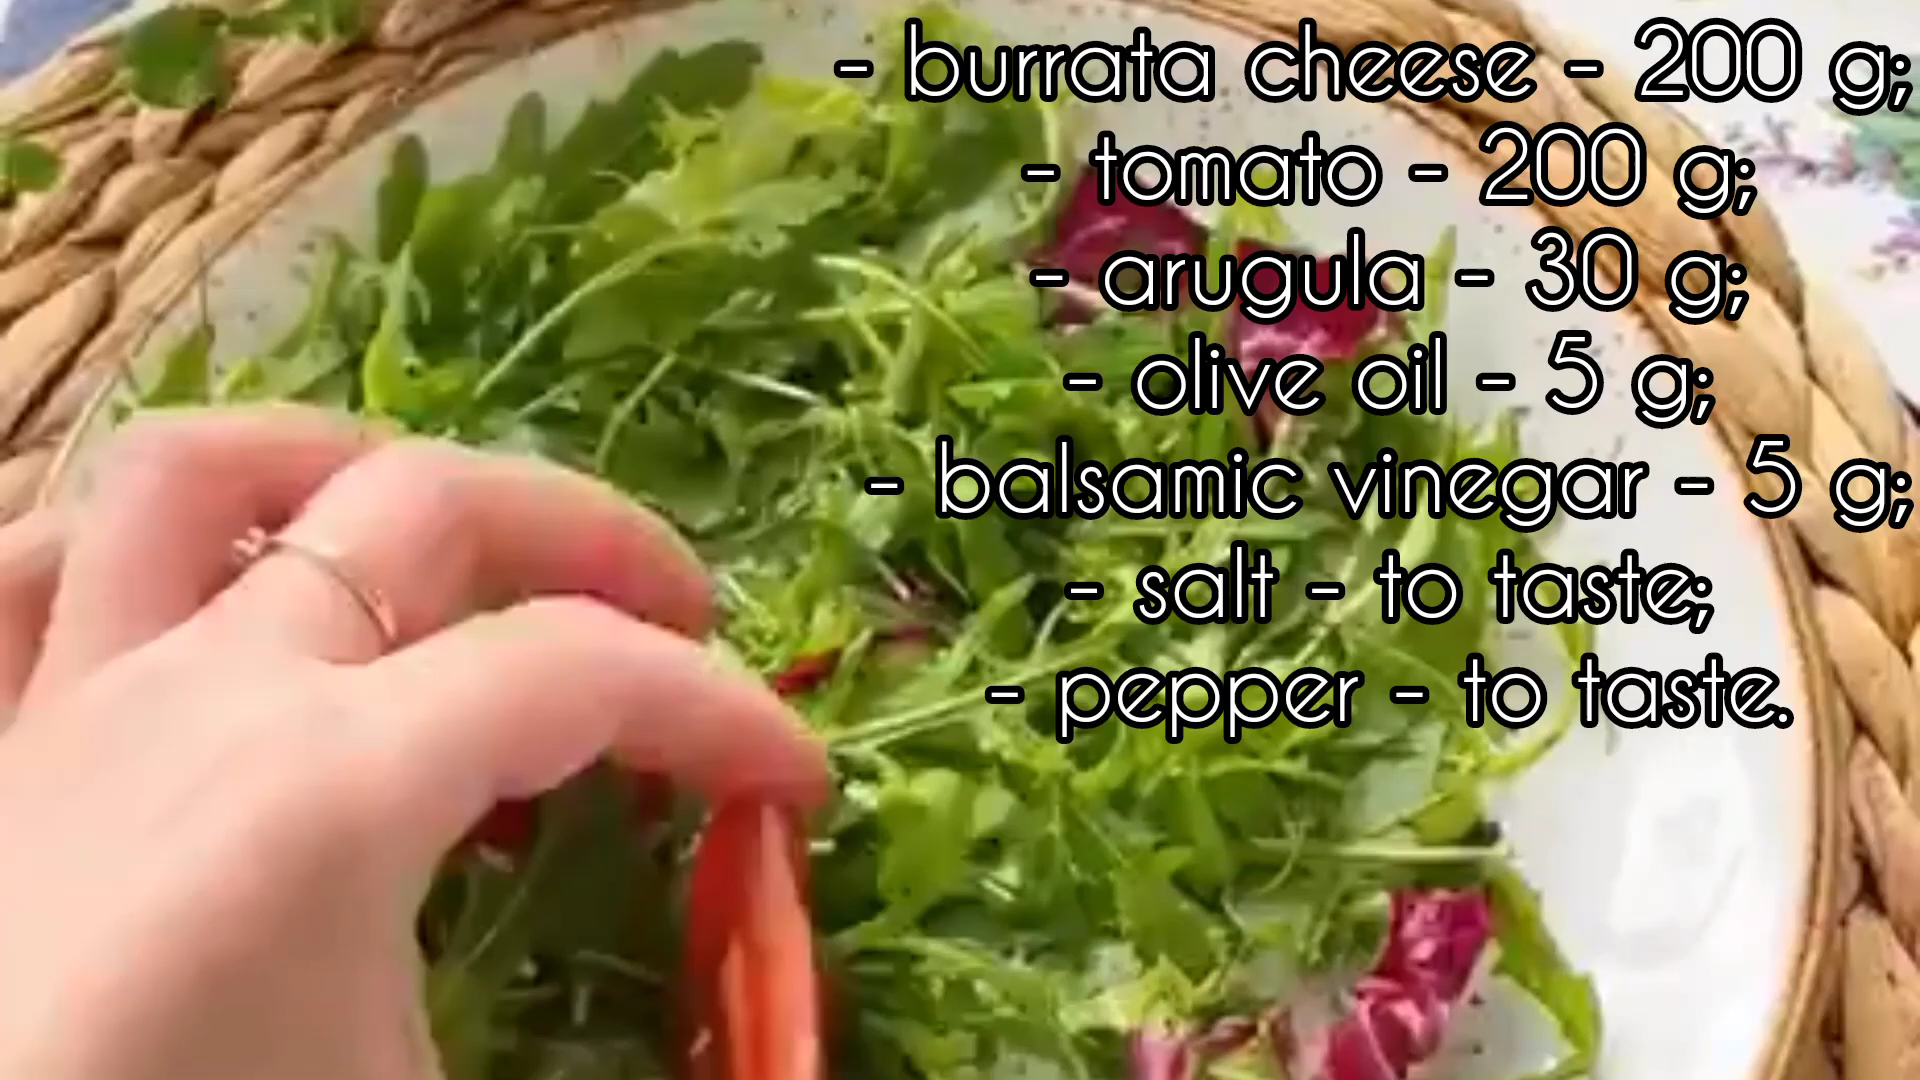 - burrata cheese - 200 g;
- tomato - 200 g;
- arugula - 30 g;
- olive oil - 5 g;
- balsamic vinegar - 5 g;
- salt - to taste;
- pepper - to taste.